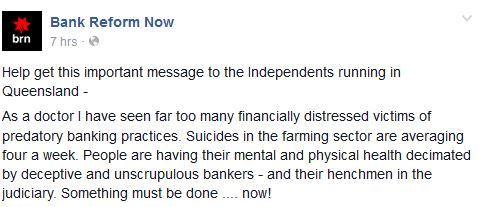 brn
Bank Reform Now
7 hrs ·
Help get this important message to the Independents running in
Queensland -
As a doctor I have seen far too many financially distressed victims of
predatory banking practices. Suicides in the farming sector are averaging
four a week. People are having their mental and physical health decimated
by deceptive and unscrupulous bankers - and their henchmen in the
judiciary. Something must be done .... now!